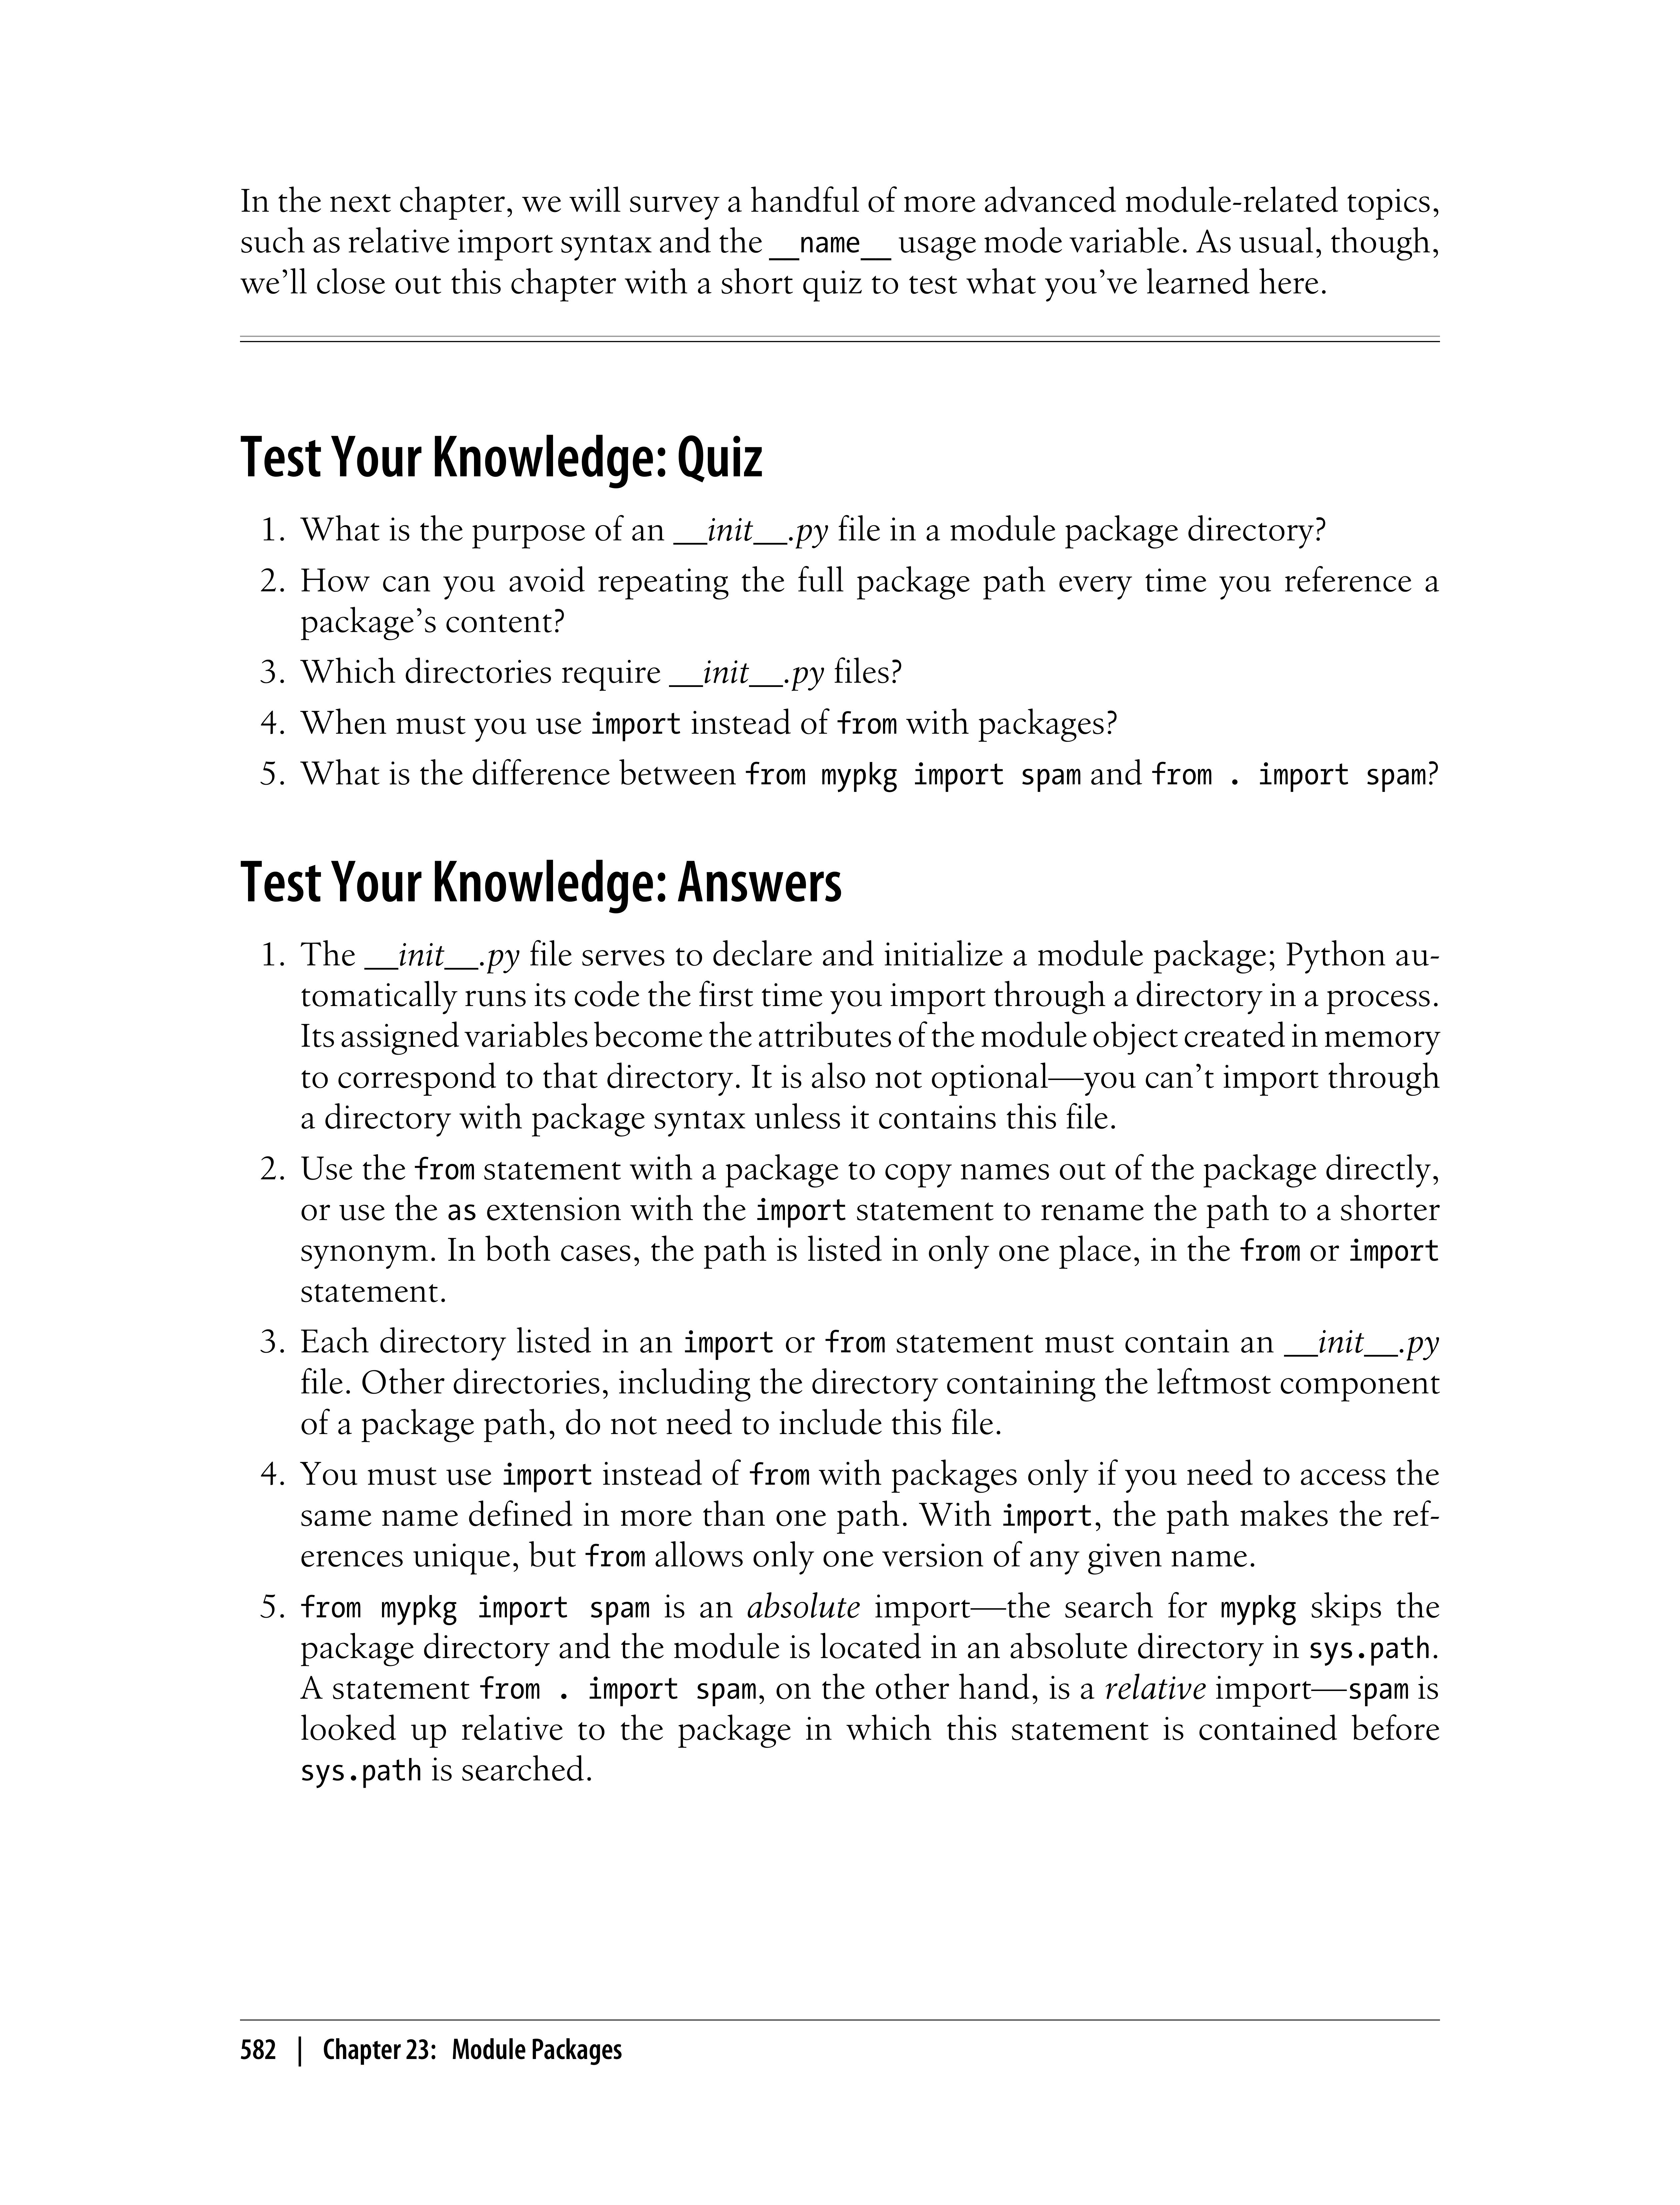 In the next chapter, we will survey a handful of more advanced module-related topics,
such as relative import syntax and the __name__ usage mode variable. As usual, though,
we’ll close out this chapter with a short quiz to test what you’ve learned here.
Test Your Knowledge: Quiz
1. What is the purpose of an __init__.py file in a module package directory?
2. How can you avoid repeating the full package path every time you reference a
package’s content?
3. Which directories require __init__.py files?
4. When must you use import instead of from with packages?
5. What is the difference between from mypkg import spam and from . import spam?
Test Your Knowledge: Answers
1. The __init__.py file serves to declare and initialize a module package; Python au-
tomatically runs its code the first time you import through a directory in a process.
Its assigned variables become the attributes of the module object created in memory
to correspond to that directory. It is also not optional—you can’t import through
a directory with package syntax unless it contains this file.
2. Use the from statement with a package to copy names out of the package directly,
or use the as extension with the import statement to rename the path to a shorter
synonym. In both cases, the path is listed in only one place, in the from or import
statement.
3. Each directory listed in an import or from statement must contain an __init__.py
file. Other directories, including the directory containing the leftmost component
of a package path, do not need to include this file.
4. You must use import instead of from with packages only if you need to access the
same name defined in more than one path. With import, the path makes the ref-
erences unique, but from allows only one version of any given name.
5. from mypkg import spam is an absolute import—the search for mypkg skips the
package directory and the module is located in an absolute directory in sys.path.
A statement from . import spam, on the other hand, is a relative import—spam is
looked up relative to the package in which this statement is contained before
sys.path is searched.
582 | Chapter 23: Module Packages